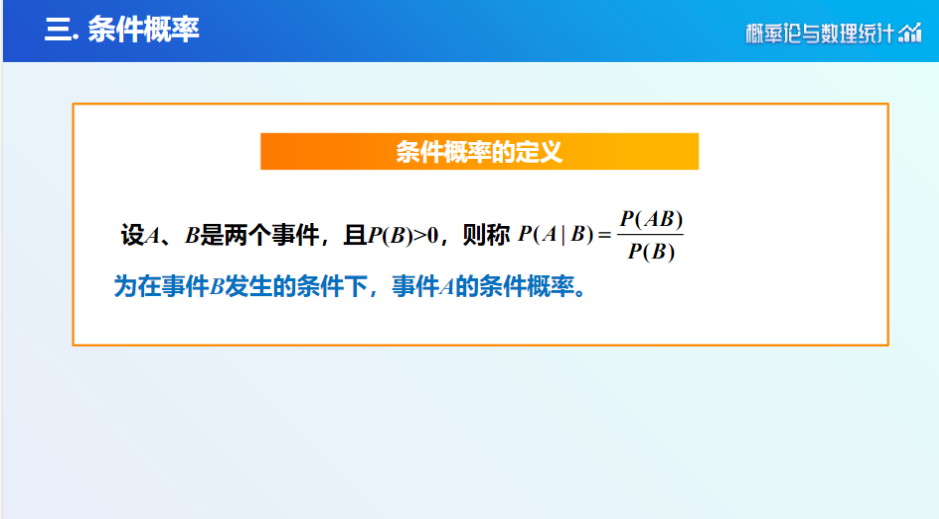 三. 条件概率
概率论与数理统计
条件概率的定义
设A、B是两个事件，且P(B)>0，则称 P(A|B)=P(AB)/P(B)
为在事件B发生的条件下，事件A的条件概率。